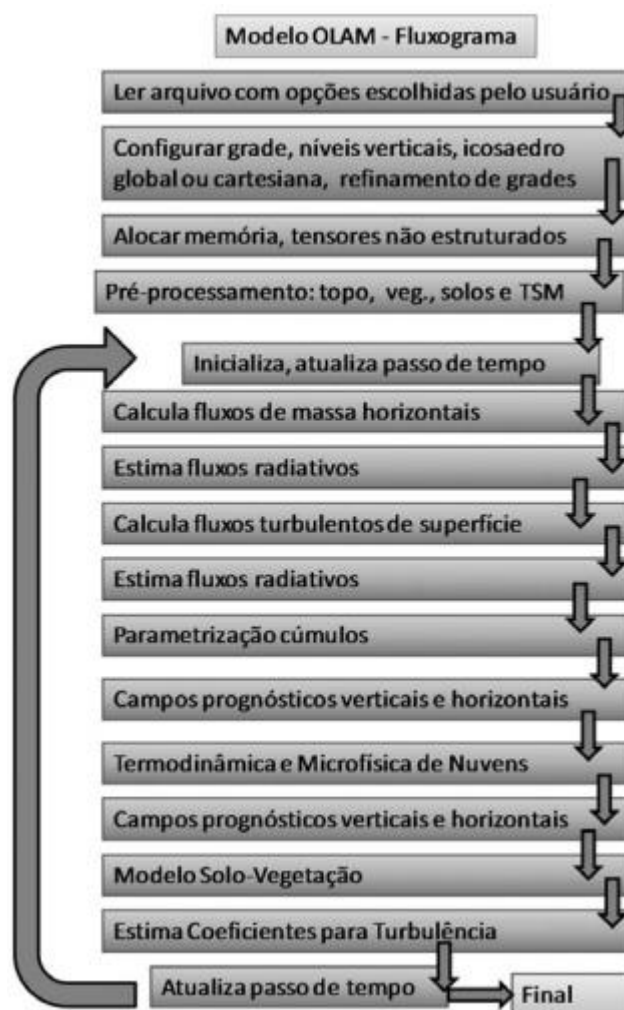 Modelo OLAM - Fluxograma
Ler arquivo com opções escolhidas pelo usuário
Configurar grade, níveis verticais, icosaedro
global ou cartesiana, refinamento de grades
Alocar memória, tensores não estruturados
Pré-processamento: topo, veg., solos e TSM
Inicializa, atualiza passo de tempo
Calcula fluxos de massa horizontais
Estima fluxos radiativos
Calcula fluxos turbulentos de superfície
Estima fluxos radiativos
Parametrização cúmulos
Campos prognósticos verticais e horizontais
Termodinâmica e Microfísica de Nuvens
Campos prognósticos verticais e horizontais
Modelo Solo-Vegetação
Estima Coeficientes para Turbulência
Atualiza passo de tempo
Final